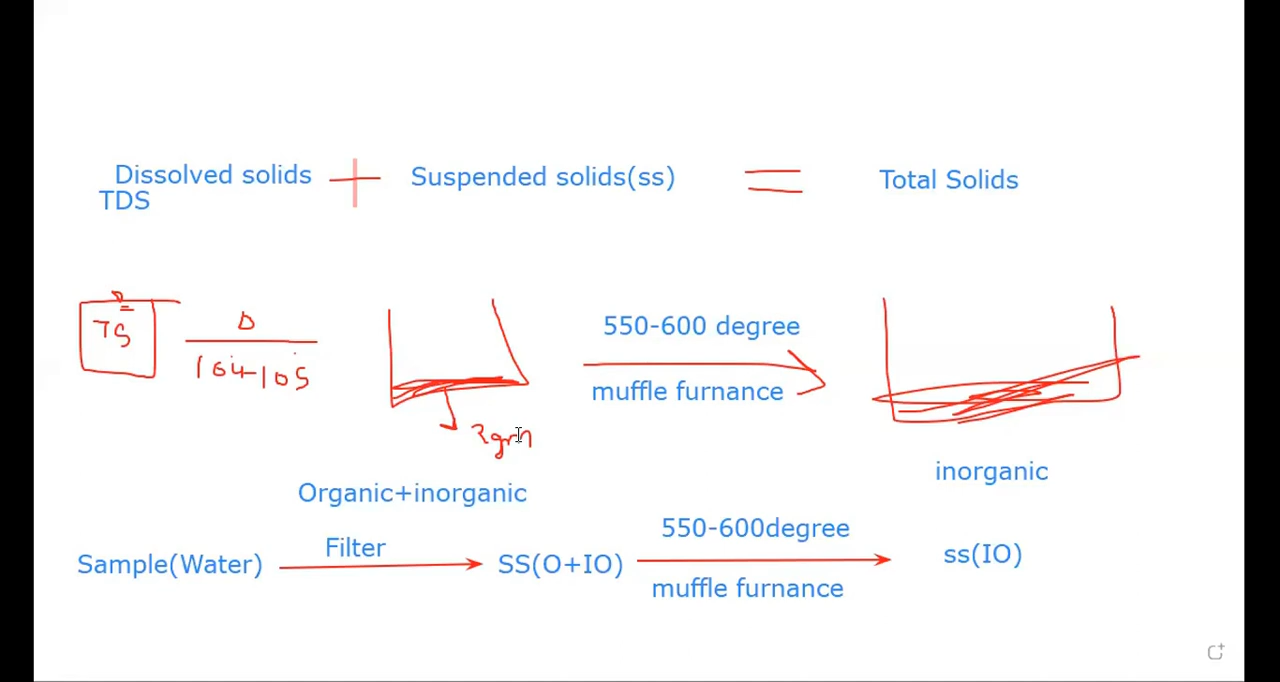 Dissolved solids
TDS
Suspended solids(ss)
Total Solids
TS
104-105
550-600 degree
muffle furnance
Organic+inorganic
inorganic
Sample(Water)
Filter
SS(O+IO)
550-600degree
muffle furnance
ss(IO)